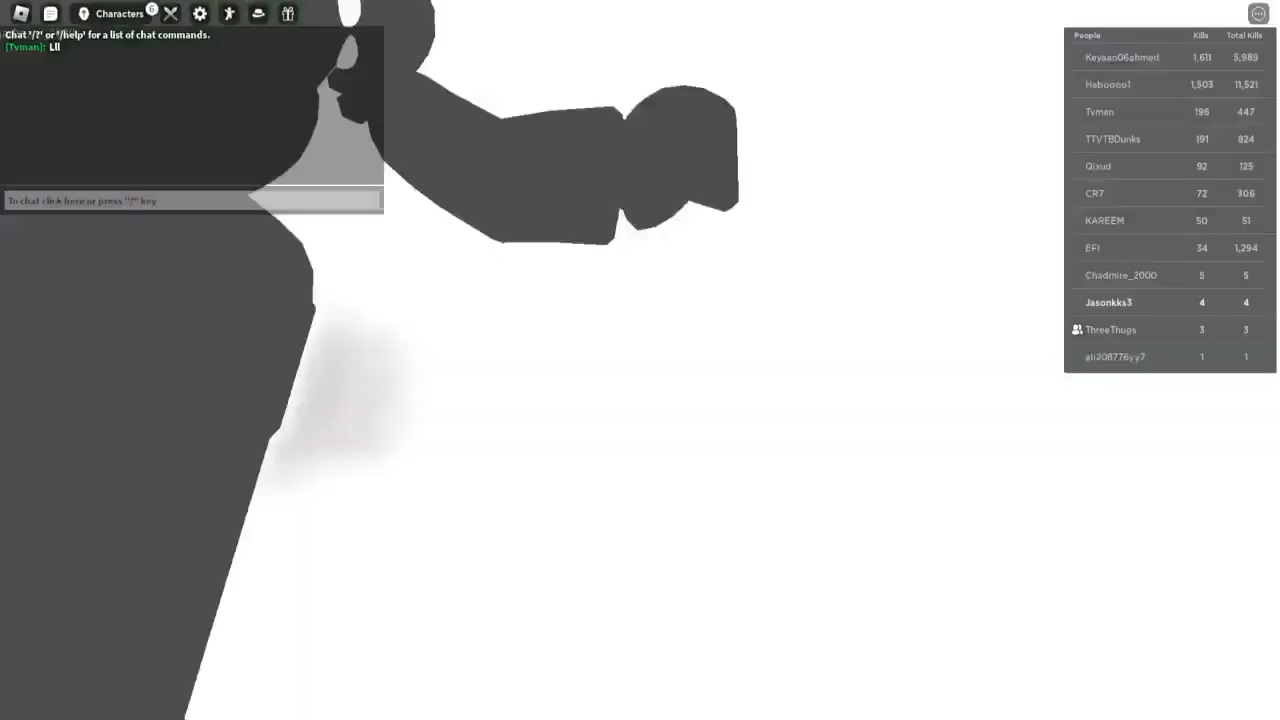 Characters 6
Chat '/?' or '/help' for a list of chat commands.
[Tvman]: Lll
To chat click here or press "/" key
People Kills Total Kills
Keyaan06ahmed 1,611 5,989
Haboooo1 1,503 11,521
Tvman 196 447
TTVTBDunks 191 824
Qixud 92 125
CR7 72 306
KAREEM 50 51
EFI 34 1,294
Chadmire_2000 5 5
Jasonkks3 4 4
ThreeThugs 3 3
ali208776yy7 1 1